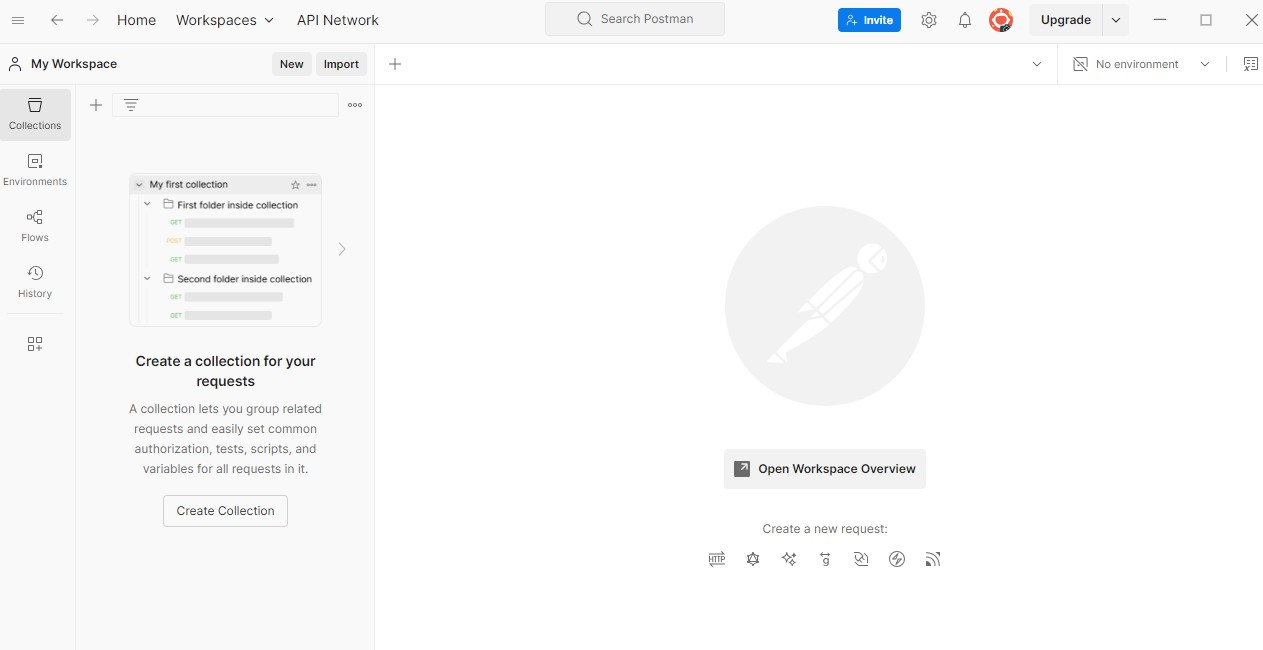 Home
Workspaces
API Network
Search Postman
Invite
Upgrade
My Workspace
New
Import
No environment
Collections
Environments
Flows
History
My first collection
First folder inside collection
GET
POST
GET
Second folder inside collection
GET
GET
Create a collection for your
requests
A collection lets you group related
requests and easily set common
authorization, tests, scripts, and
variables for all requests in it.
Create Collection
Open Workspace Overview
Create a new request:
HTTP
g